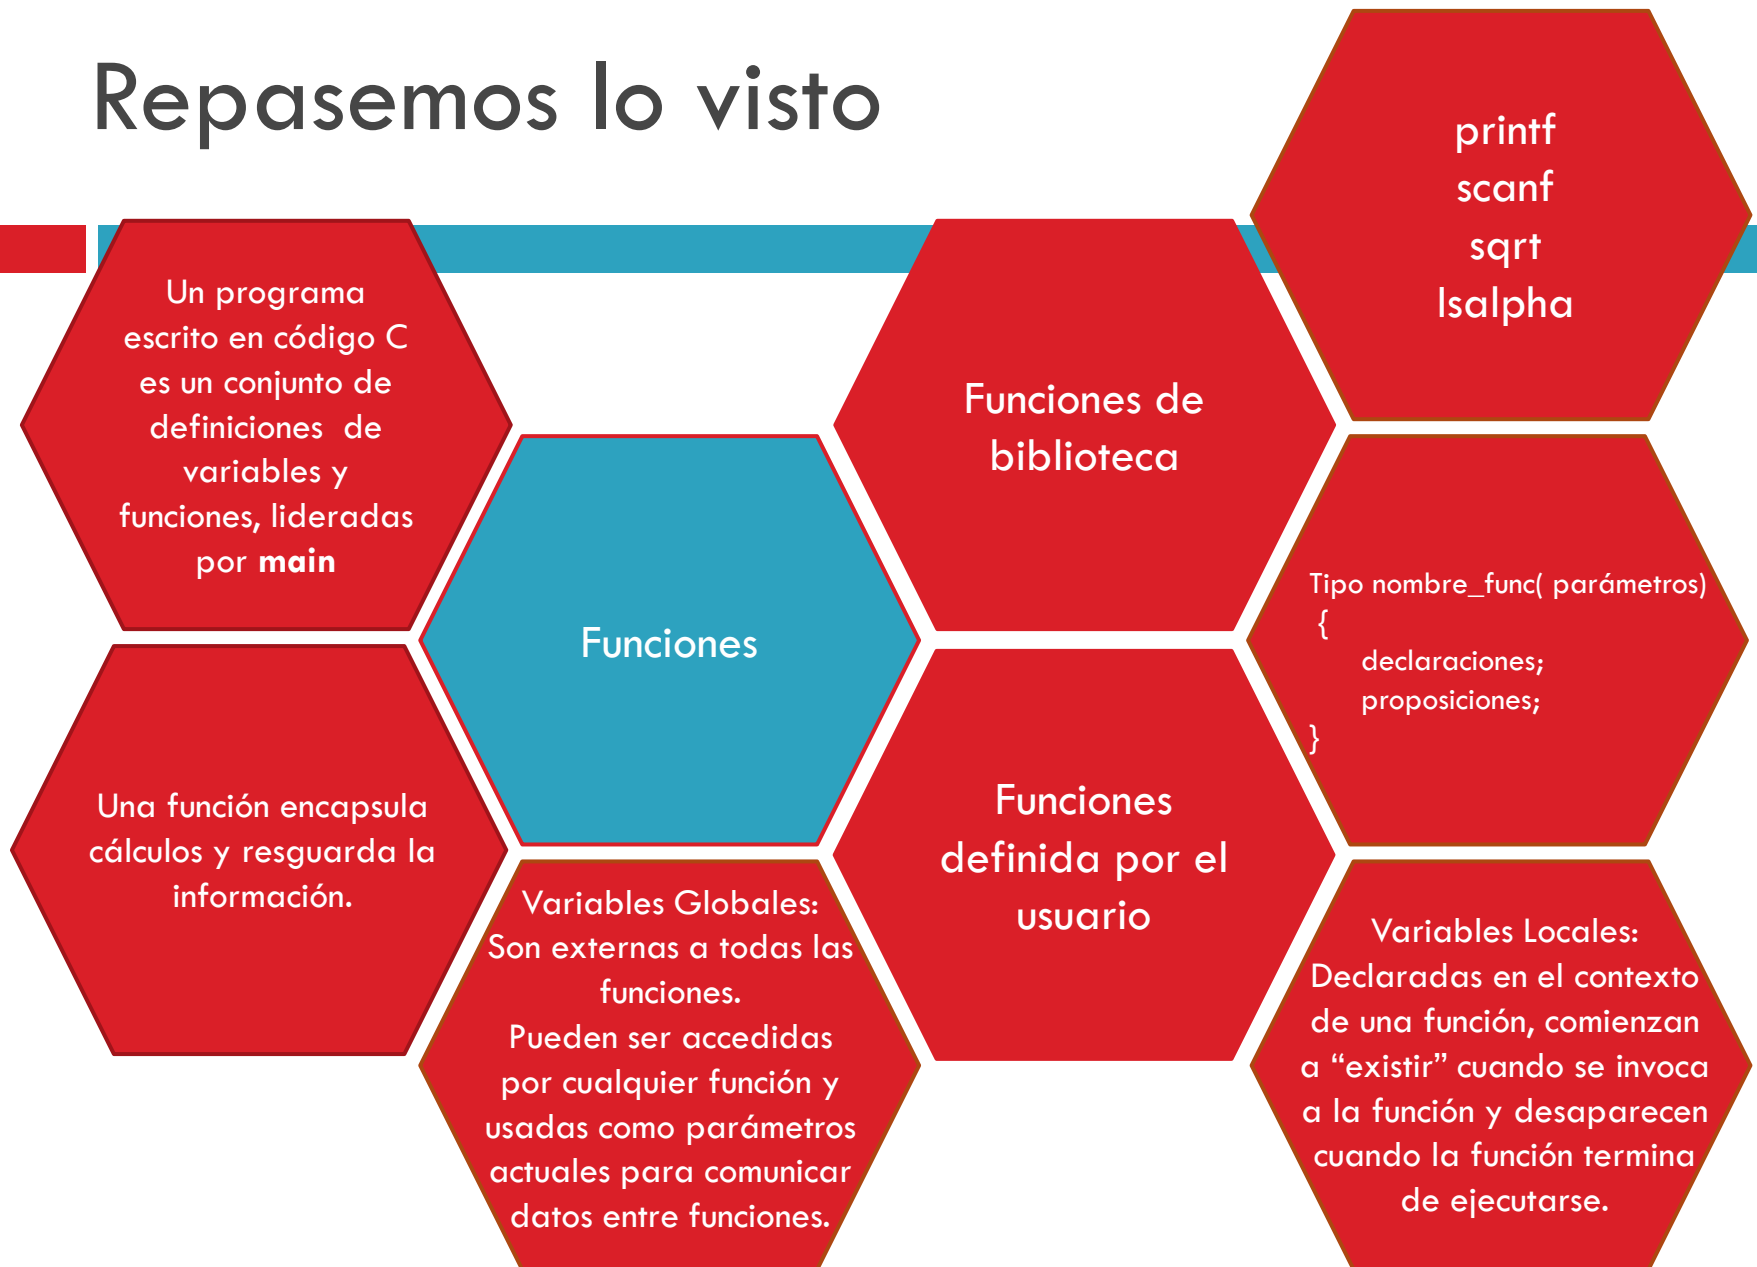 Repasemos lo visto
Un programa
escrito en código C
es un conjunto de
definiciones de
variables y
funciones, lideradas
por main
Una función encapsula
cálculos y resguarda la
información.
Funciones
Variables Globales:
Son externas a todas las
funciones.
Pueden ser accedidas
por cualquier función y
usadas como parámetros
actuales para comunicar
datos entre funciones.
Funciones de
biblioteca
Funciones
definida por el
usuario
printf
scanf
sqrt
Isalpha
Tipo nombre_func( parámetros)
{
declaraciones;
proposiciones;
}
Variables Locales:
Declaradas en el contexto
de una función, comienzan
a “existir” cuando se invoca
a la función y desaparecen
cuando la función termina
de ejecutarse.